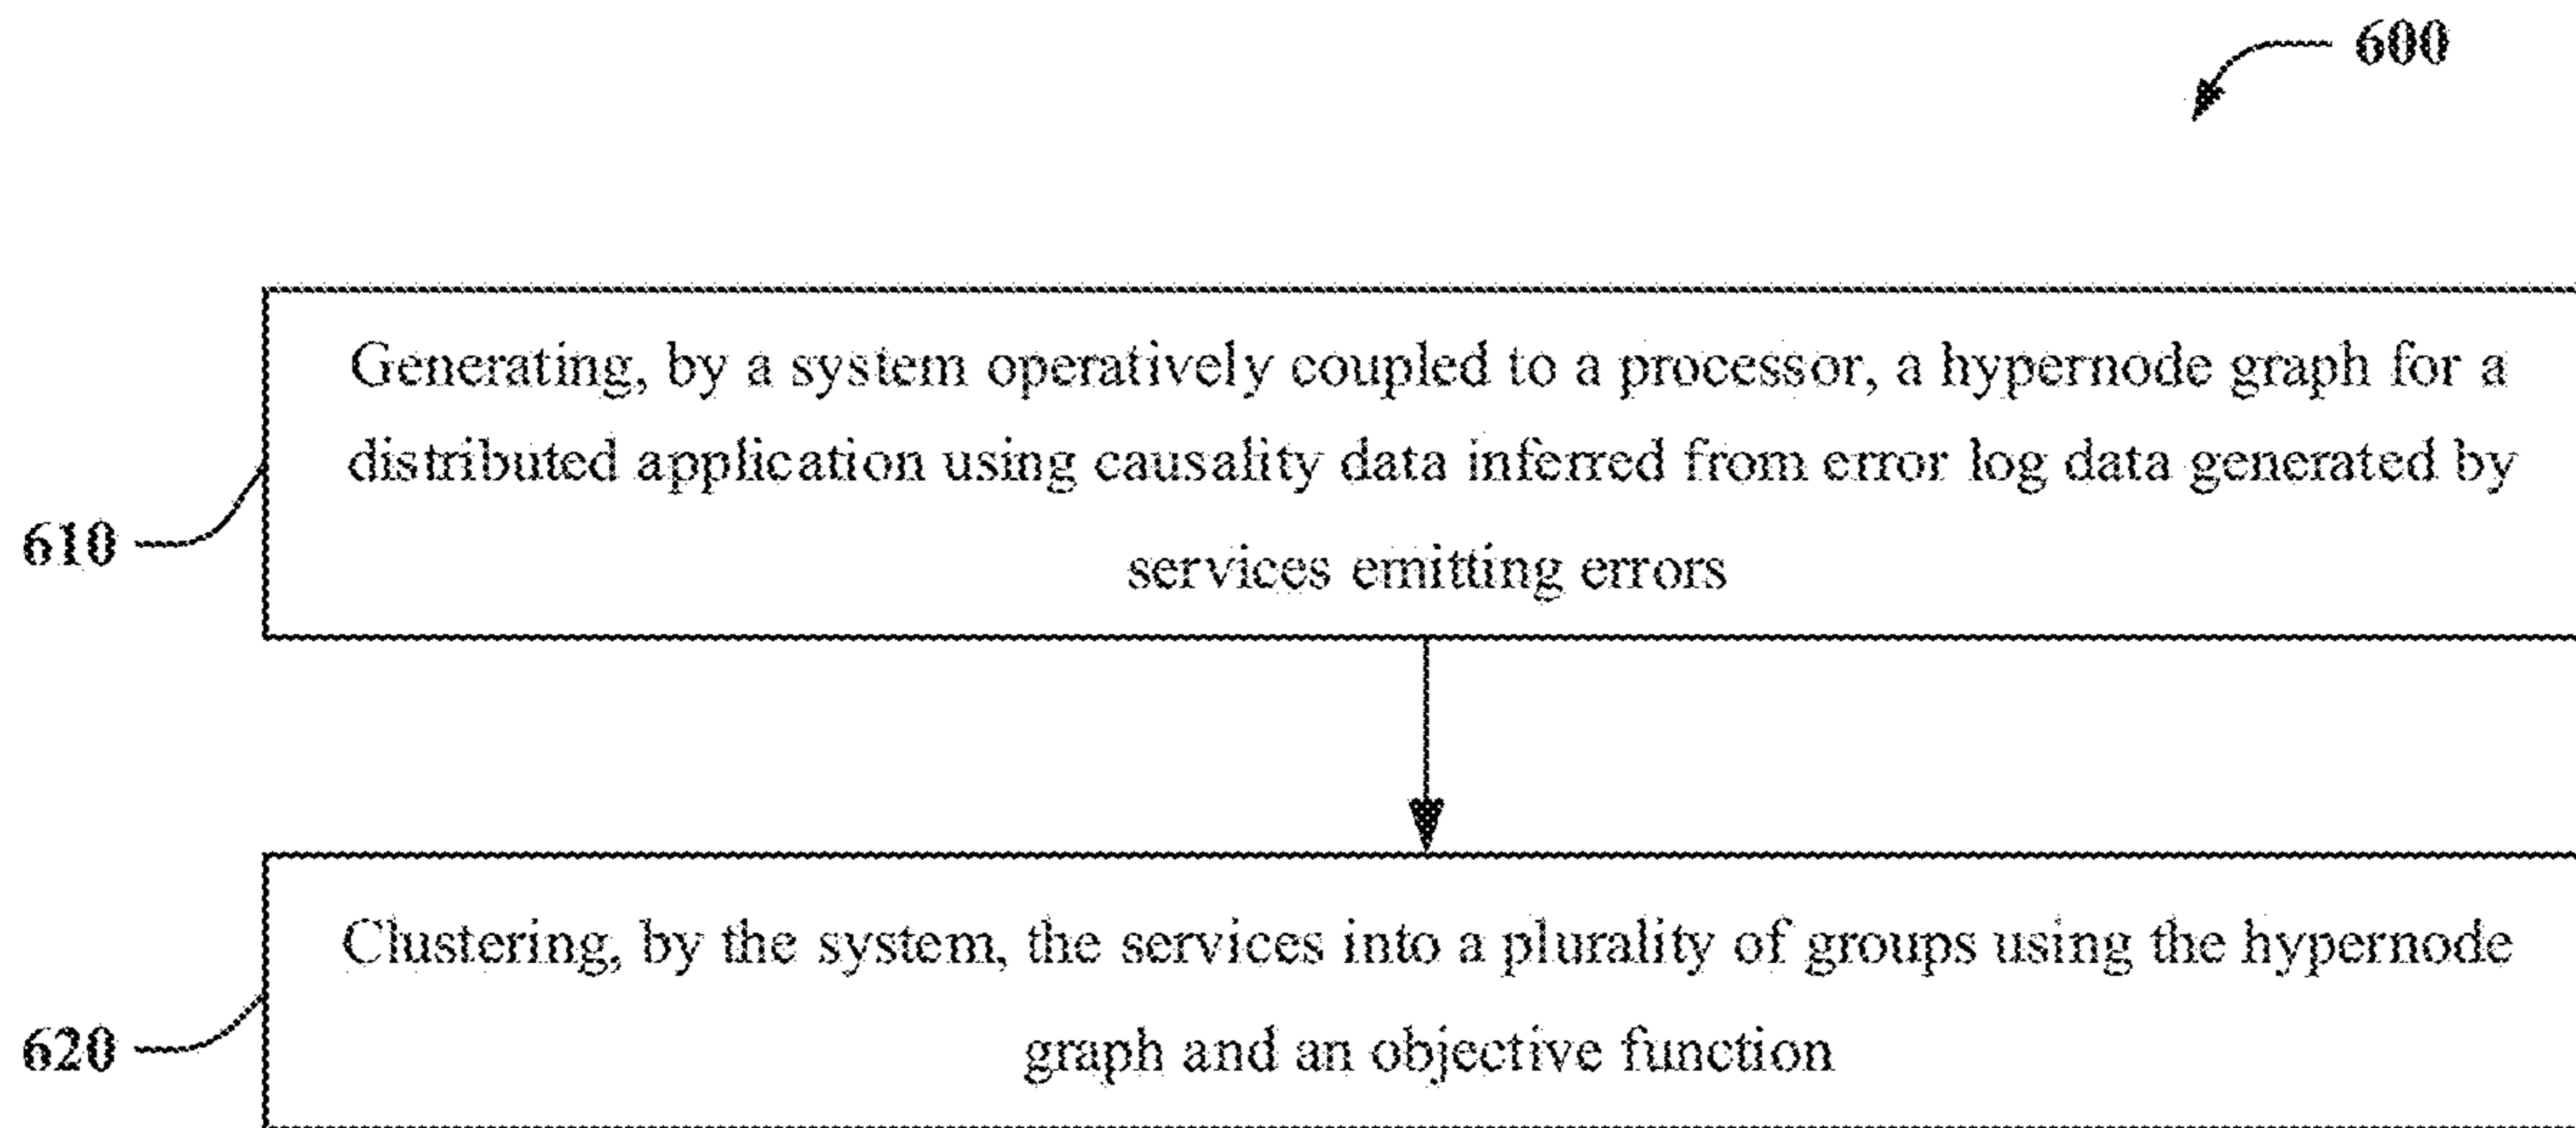 600
Generating, by a system operatively coupled to a processor, a hypernode graph for a
distributed application using causality data inferred from error log data generated by
services emitting errors
610
Clustering, by the system, the services into a plurality of groups using the hypernode
graph and an objective function
620